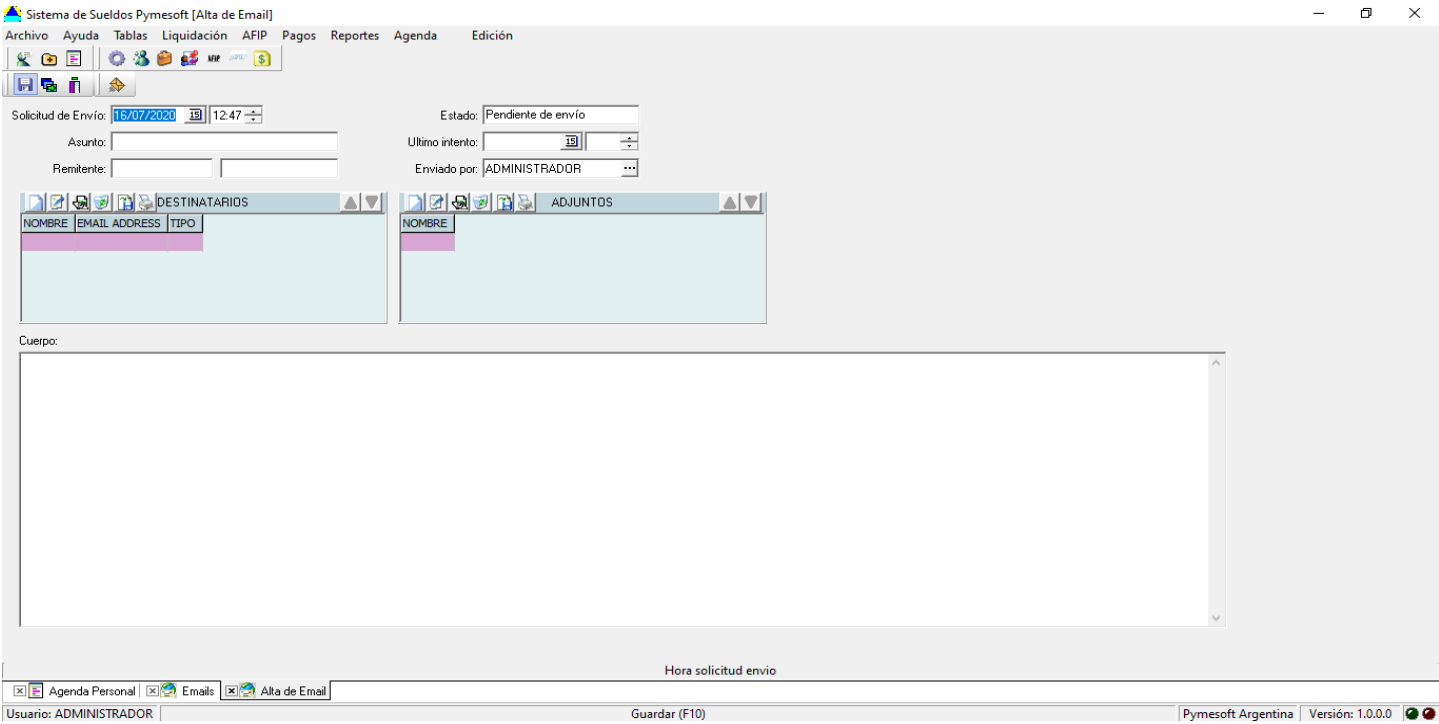 Sistema de Sueldos Pymesoft [Alta de Email]
Archivo Ayuda Tablas Liquidación AFIP Pagos Reportes Agenda Edición
AFIP
Solicitud de Envío: 16/07/2020 15 12:47 Estado: Pendiente de envío
Asunto: Ultimo intento: 15
Remitente: Enviado por: ADMINISTRADOR ...
DESTINATARIOS ADJUNTOS
NOMBRE EMAIL ADDRESS TIPO NOMBRE
Cuerpo:
Hora solicitud envio
Agenda Personal Emails Alta de Email
Usuario: ADMINISTRADOR Guardar (F10) Pymesoft Argentina Versión: 1.0.0.0